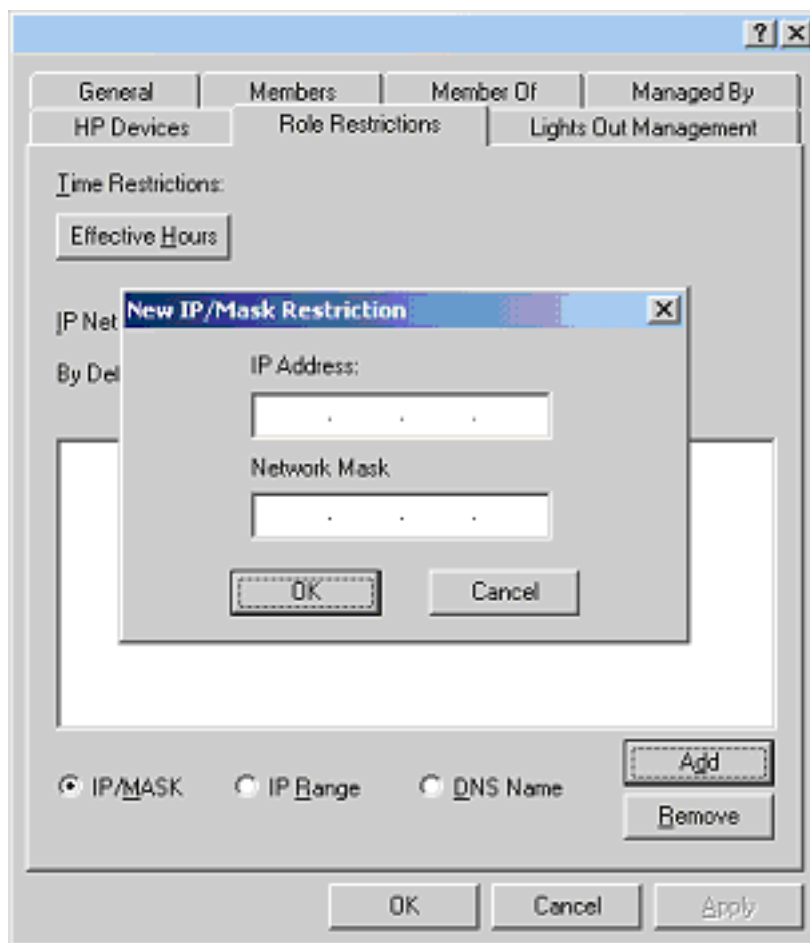 General Members Member Of Managed By
HP Devices Role Restrictions Lights Out Management
Time Restrictions:
Effective Hours
IP Net
By Def
New IP/Mask Restriction
IP Address:
. . .
Network Mask
. . .
OK Cancel
IP/MASK IP Range DNS Name
Add
Remove
OK Cancel Apply